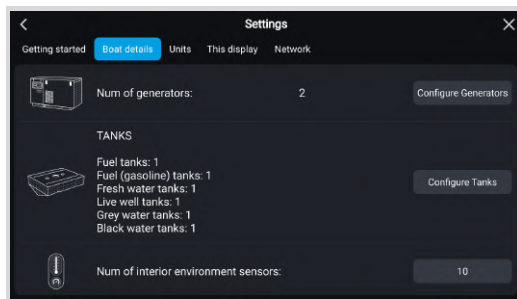 Settings
Getting started Boat details Units This display Network
Num of generators: 2 Configure Generators
TANKS
Fuel tanks: 1
Fuel (gasoline) tanks: 1
Fresh water tanks: 1
Live well tanks: 1
Grey water tanks: 1
Black water tanks: 1
Configure Tanks
Num of interior environment sensors: 10